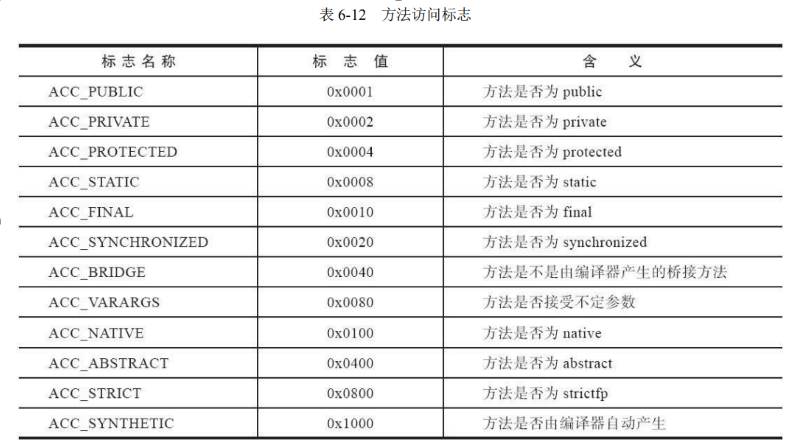 表 6-12 方法访问标志
标志名称 标 志 值 含 义
ACC_PUBLIC 0x0001 方法是否为 public
ACC_PRIVATE 0x0002 方法是否为 private
ACC_PROTECTED 0x0004 方法是否为 protected
ACC_STATIC 0x0008 方法是否为 static
ACC_FINAL 0x0010 方法是否为 final
ACC_SYNCHRONIZED 0x0020 方法是否为 synchronized
ACC_BRIDGE 0x0040 方法是不是由编译器产生的桥接方法
ACC_VARARGS 0x0080 方法是否接受不定参数
ACC_NATIVE 0x0100 方法是否为 native
ACC_ABSTRACT 0x0400 方法是否为 abstract
ACC_STRICT 0x0800 方法是否为 strictfp
ACC_SYNTHETIC 0x1000 方法是否由编译器自动产生